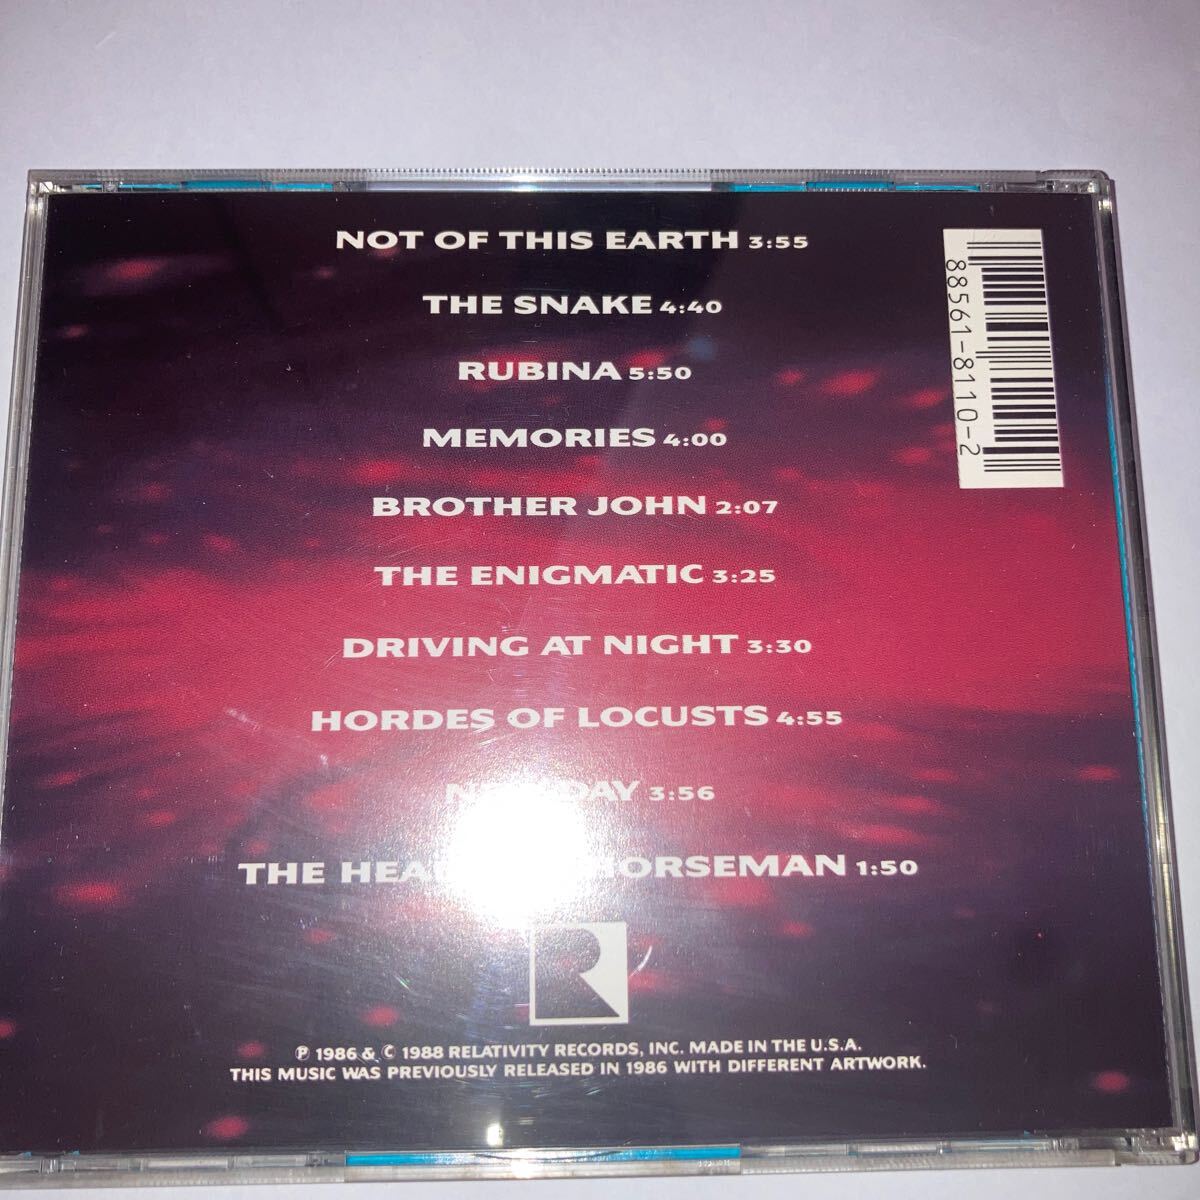 NOT OF THIS EARTH 3:55
THE SNAKE 4:40
RUBINA 5:50
MEMORIES 4:00
BROTHER JOHN 2:07
THE ENIGMATIC 3:25
DRIVING AT NIGHT 3:30
HORDES OF LOCUSTS 4:55
DAY 3:56
THE HORSEMAN 1:50
R
℗ 1986 & © 1988 RELATIVITY RECORDS, INC. MADE IN THE U.S.A.
THIS MUSIC WAS PREVIOUSLY RELEASED IN 1986 WITH DIFFERENT ARTWORK.
88561-8110-2